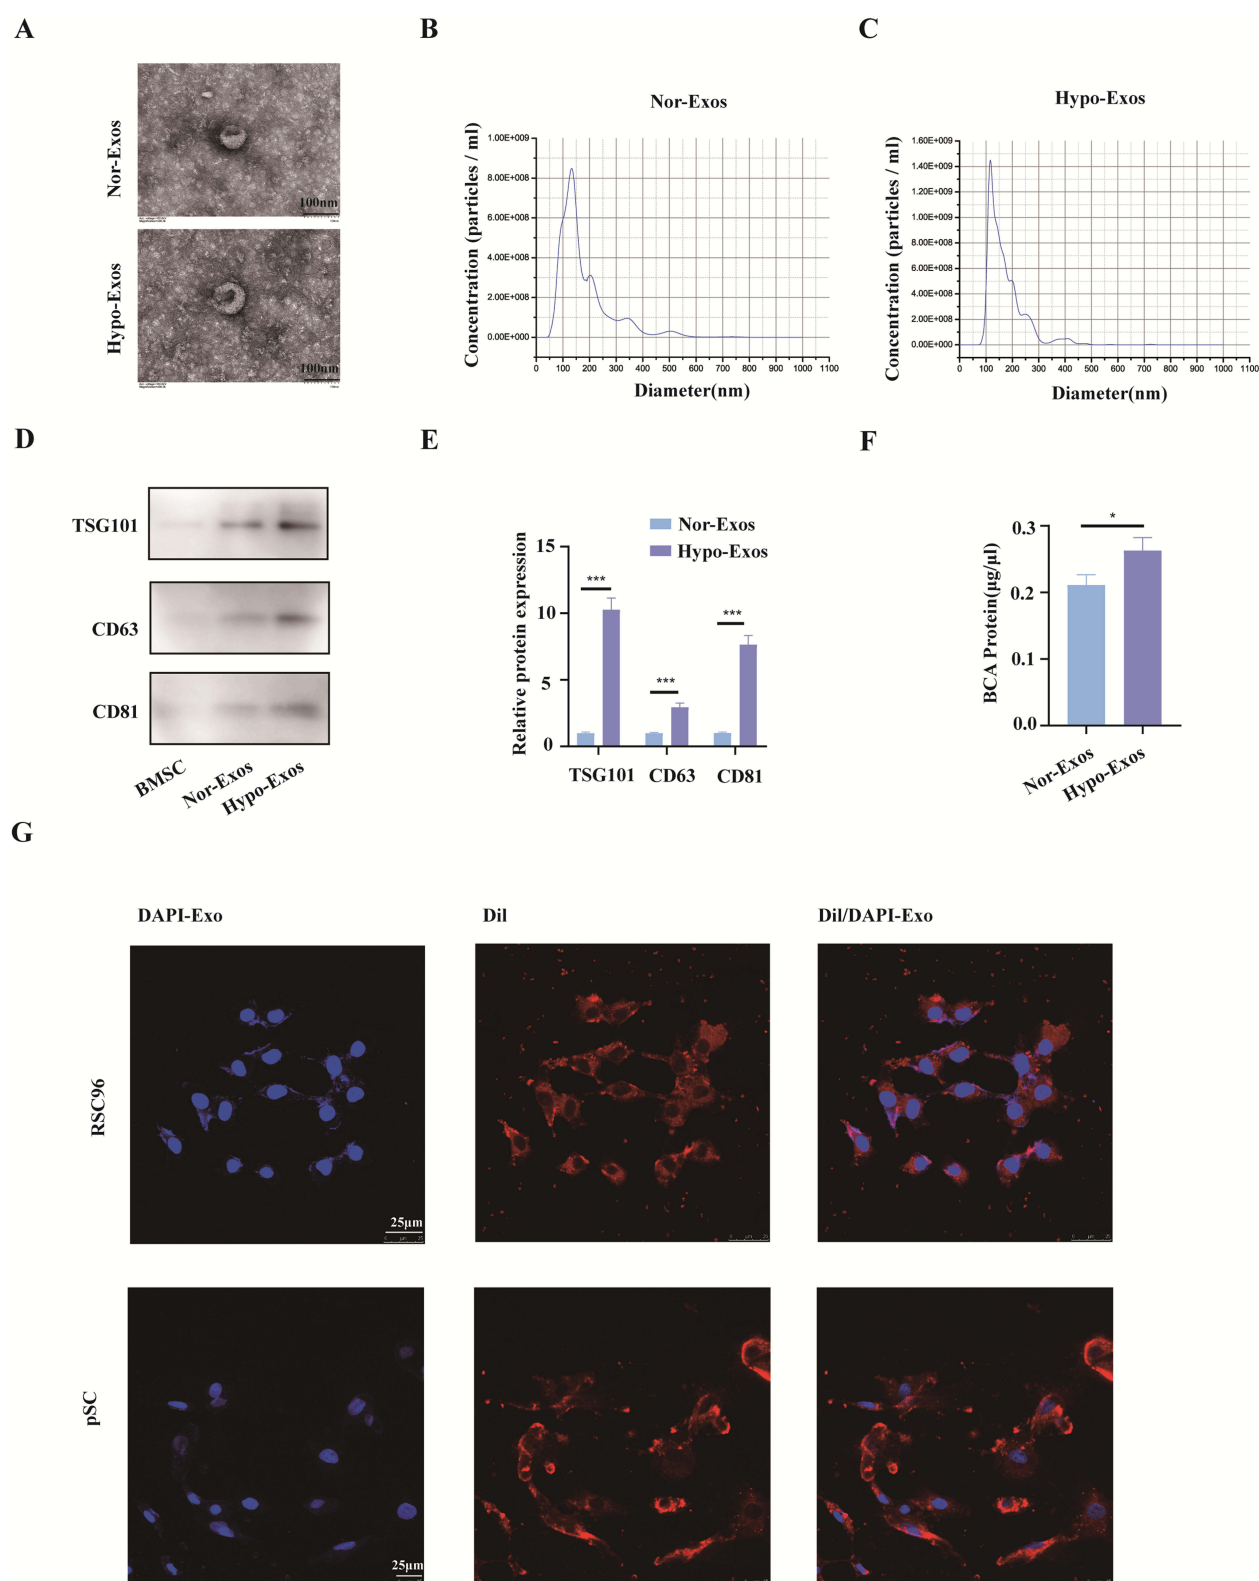 A
Nor-Exos
100nm
Hypo-Exos
100nm
B
Nor-Exos
Concentration (particles / ml)
1.00E+009
8.00E+008
6.00E+008
4.00E+008
2.00E+008
0.00E+000
0 100 200 300 400 500 600 700 800 900 1000 1100
Diameter(nm)
C
Hypo-Exos
Concentration (particles / ml)
1.60E+009
1.40E+009
1.20E+009
1.00E+009
8.00E+008
6.00E+008
4.00E+008
2.00E+008
0.00E+000
0 100 200 300 400 500 600 700 800 900 1000 1100
Diameter(nm)
D
TSG101
CD63
CD81
BMSC
Nor-Exos
Hypo-Exos
E
Nor-Exos
Hypo-Exos
Relative protein expression
15
10
5
0
***
***
***
TSG101 CD63 CD81
F
BCA Protein(μg/μl)
0.3
0.2
0.1
0.0
*
Nor-Exos
Hypo-Exos
G
DAPI-Exo Dil Dil/DAPI-Exo
RSC96
25μm
pSC
25μm